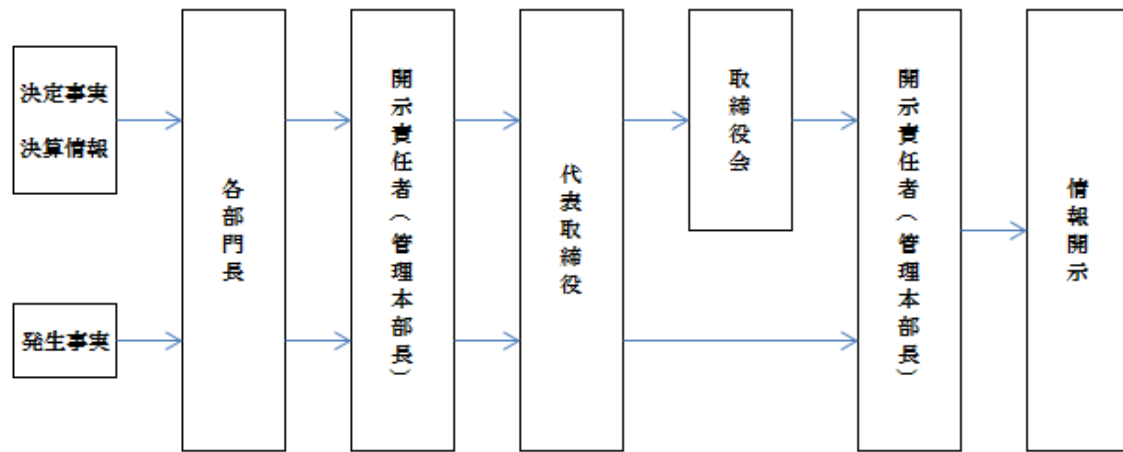 決定事実
決算情報
発生事実
各部門長
開示責任者（管理本部長）
代表取締役
取締役会
開示責任者（管理本部長）
情報開示